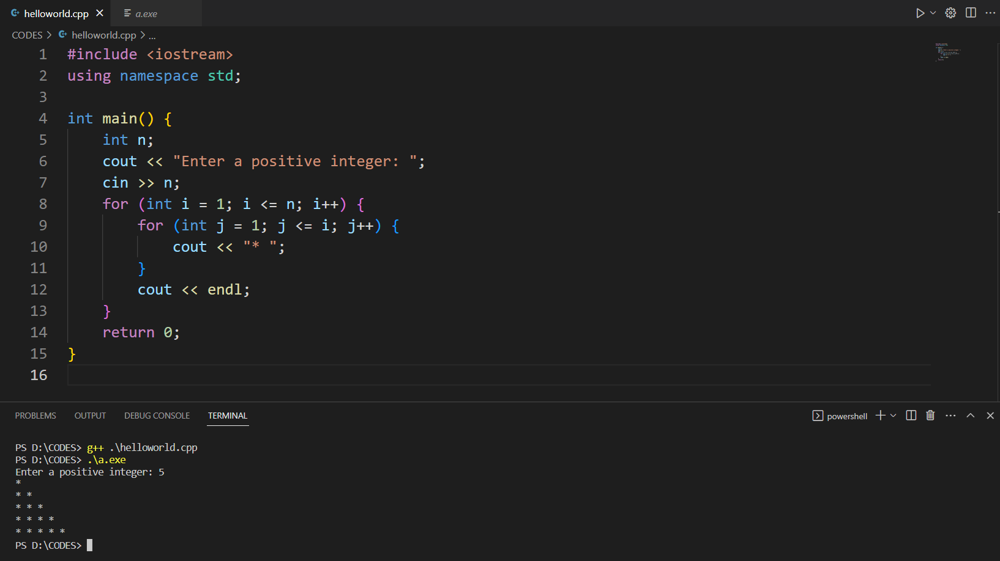 helloworld.cpp a.exe
CODES > helloworld.cpp > ...
1 #include <iostream>
2 using namespace std;
3
4 int main() {
5     int n;
6     cout << "Enter a positive integer: ";
7     cin >> n;
8     for (int i = 1; i <= n; i++) {
9         for (int j = 1; j <= i; j++) {
10             cout << "* ";
11         }
12         cout << endl;
13     }
14     return 0;
15 }
16
PROBLEMS OUTPUT DEBUG CONSOLE TERMINAL powershell
PS D:\CODES> g++ .\helloworld.cpp
PS D:\CODES> .\a.exe
Enter a positive integer: 5
*
* *
* * *
* * * *
* * * * *
PS D:\CODES>